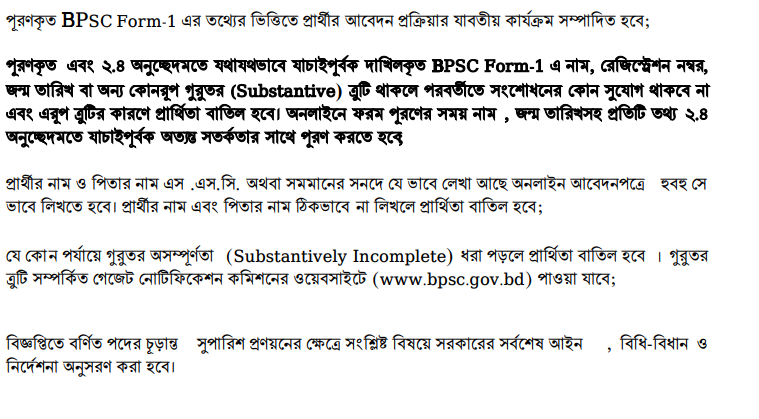 পূরণকৃত BPSC Form-1 এর তথ্যের ভিত্তিতে প্রার্থীর আবেদন প্রক্রিয়ার যাবতীয় কার্যক্রম সম্পাদিত হবে;
পূরণকৃত এবং ২.৪ অনুচ্ছেদমতে যথাযথভাবে যাচাইপূর্বক দাখিলকৃত BPSC Form-1 এ নাম, রেজিস্ট্রেশন নম্বর,
জন্ম তারিখ বা অন্য কোনরূপ গুরুতর (Substantive) ত্রুটি থাকলে পরবর্তীতে সংশোধনের কোন সুযোগ থাকবে না
এবং এরূপ ত্রুটির কারণে প্রার্থিতা বাতিল হবে। অনলাইনে ফরম পূরণের সময় নাম , জন্ম তারিখসহ প্রতিটি তথ্য ২.৪
অনুচ্ছেদমতে যাচাইপূর্বক অত্যন্ত সতর্কতার সাথে পূরণ করতে হবে
প্রার্থীর নাম ও পিতার নাম এস .এস.সি. অথবা সমমানের সনদে যে ভাবে লেখা আছে অনলাইন আবেদনপত্রে হুবহু সে
ভাবে লিখতে হবে। প্রার্থীর নাম এবং পিতার নাম ঠিকভাবে না লিখলে প্রার্থিতা বাতিল হবে;
যে কোন পর্যায়ে গুরুতর অসম্পূর্ণতা (Substantively Incomplete) ধরা পড়লে প্রার্থিতা বাতিল হবে । গুরুতর
ত্রুটি সম্পর্কিত গেজেট নোটিফিকেশন কমিশনের ওয়েবসাইটে (www.bpsc.gov.bd) পাওয়া যাবে;
বিজ্ঞপ্তিতে বর্ণিত পদের চূড়ান্ত সুপারিশ প্রণয়নের ক্ষেত্রে সংশ্লিষ্ট বিষয়ে সরকারের সর্বশেষ আইন , বিধি-বিধান ও
নির্দেশনা অনুসরণ করা হবে।